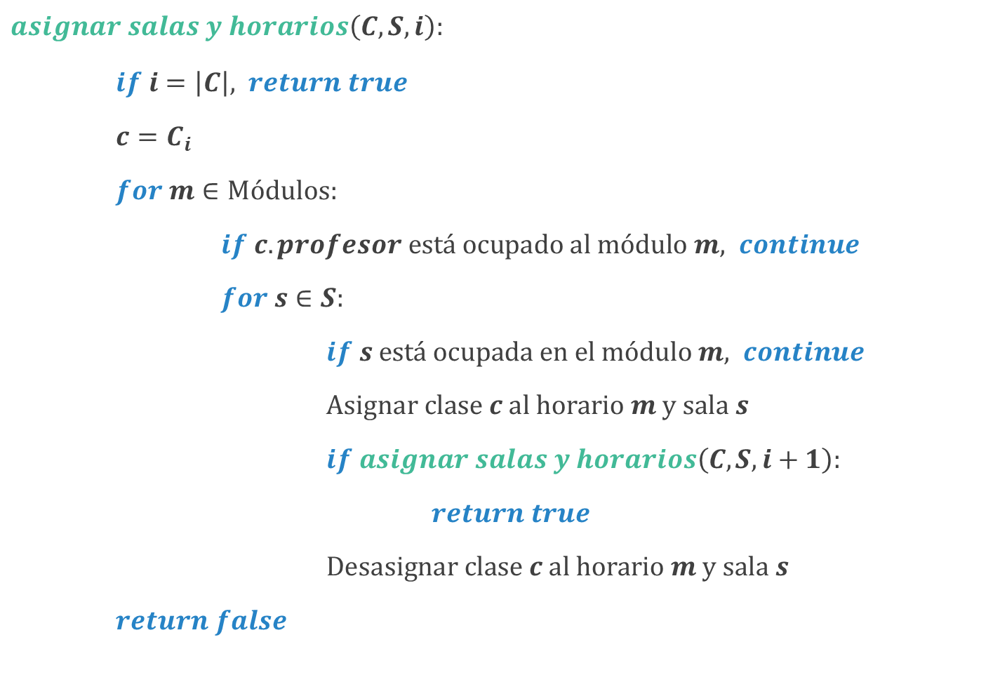 asignar salas y horarios(C, S, i):
if i = |C|, return true
c = Cᵢ
for m ∈ Módulos:
if c.profesor está ocupado al módulo m, continue
for s ∈ S:
if s está ocupada en el módulo m, continue
Asignar clase c al horario m y sala s
if asignar salas y horarios(C, S, i + 1):
return true
Desasignar clase c al horario m y sala s
return false